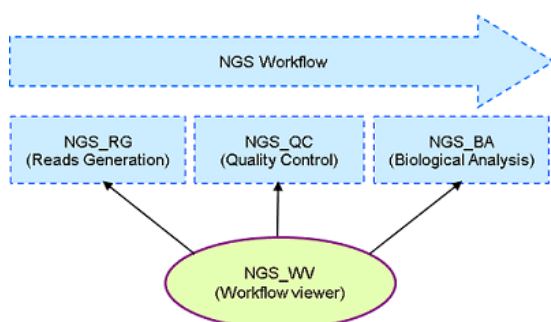 NGS Workflow
NGS_RG
(Reads Generation)
NGS_QC
(Quality Control)
NGS_BA
(Biological Analysis)
NGS_WV
(Workflow viewer)